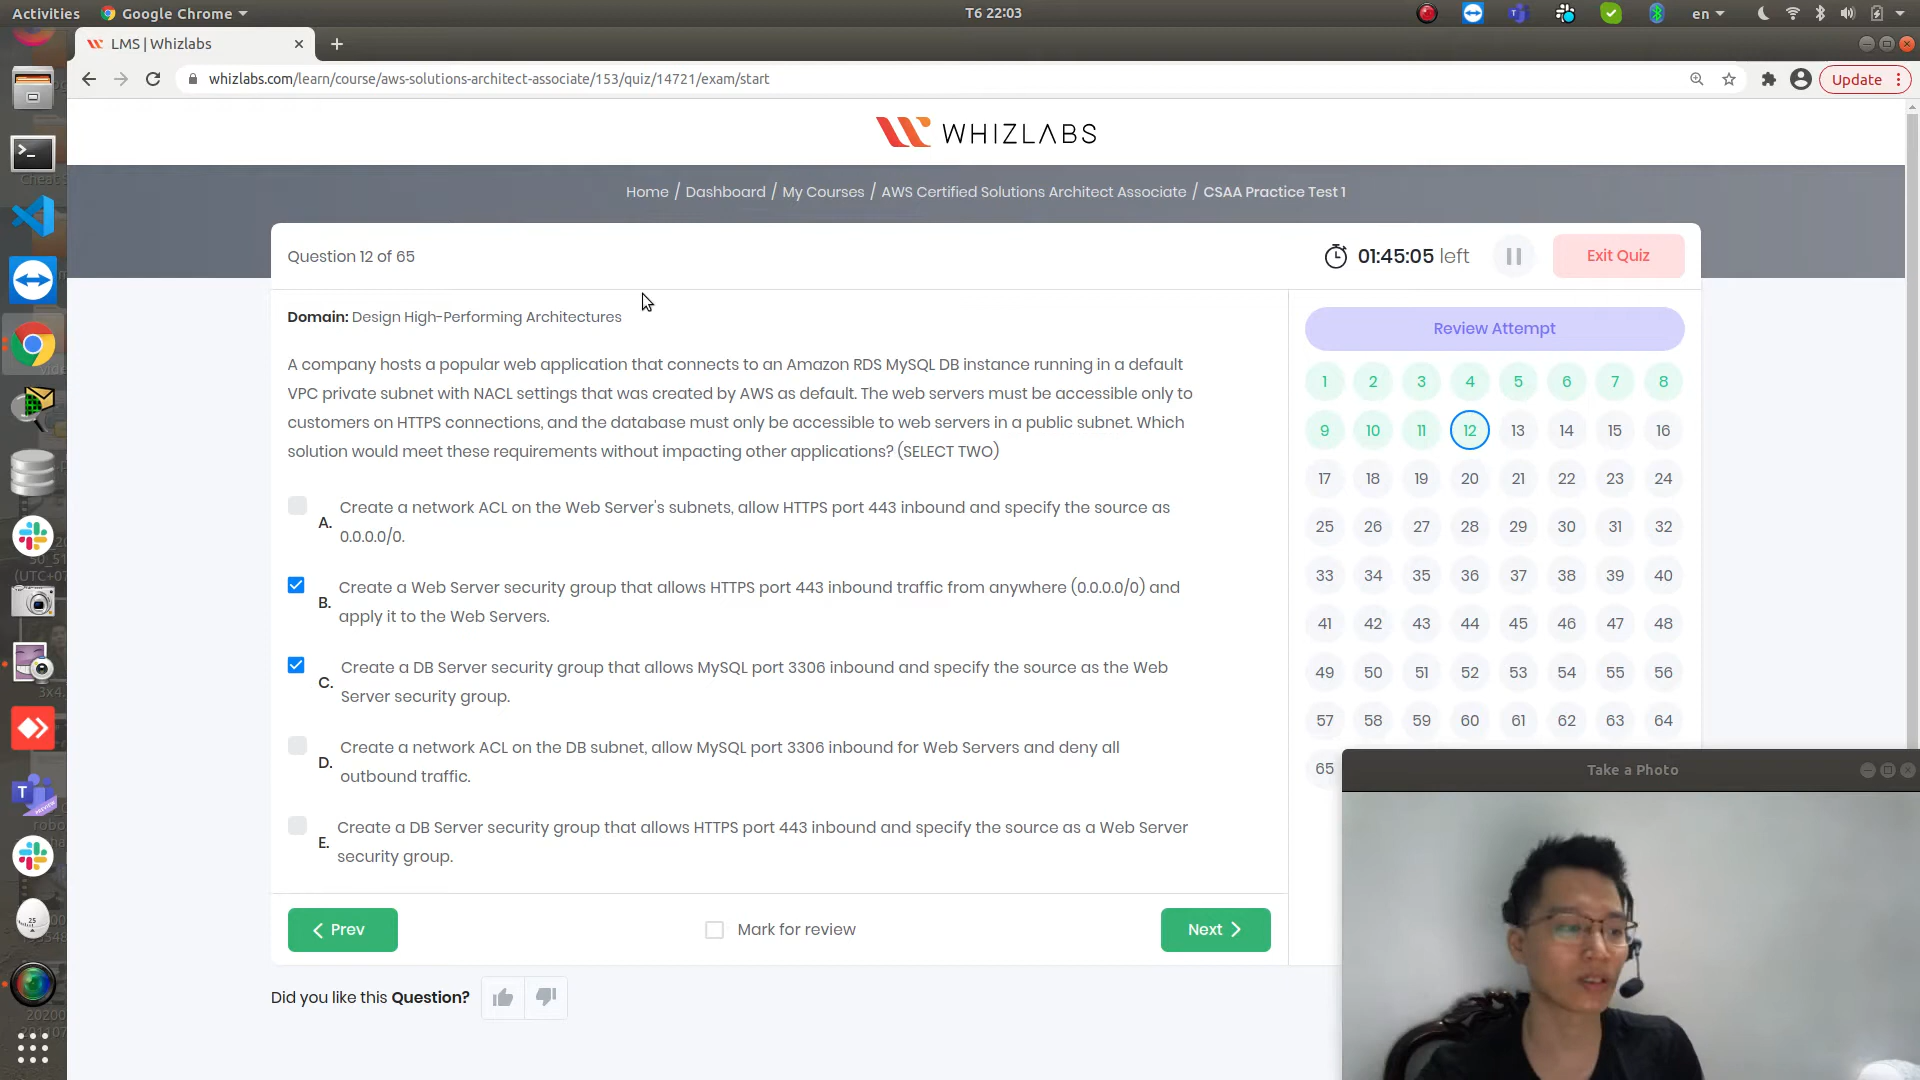 Activities
Google Chrome
T6 22:03
en
LMS | Whizlabs
whizlabs.com/learn/course/aws-solutions-architect-associate/153/quiz/14721/exam/start
Update
WHIZLABS
Home / Dashboard / My Courses / AWS Certified Solutions Architect Associate / CSAA Practice Test 1
Question 12 of 65
01:45:05 left
Exit Quiz
Domain: Design High-Performing Architectures
A company hosts a popular web application that connects to an Amazon RDS MySQL DB instance running in a default
VPC private subnet with NACL settings that was created by AWS as default. The web servers must be accessible only to
customers on HTTPS connections, and the database must only be accessible to web servers in a public subnet. Which
solution would meet these requirements without impacting other applications? (SELECT TWO)
A. Create a network ACL on the Web Server's subnets, allow HTTPS port 443 inbound and specify the source as
0.0.0.0/0.
B. Create a Web Server security group that allows HTTPS port 443 inbound traffic from anywhere (0.0.0.0/0) and
apply it to the Web Servers.
C. Create a DB Server security group that allows MySQL port 3306 inbound and specify the source as the Web
Server security group.
D. Create a network ACL on the DB subnet, allow MySQL port 3306 inbound for Web Servers and deny all
outbound traffic.
E. Create a DB Server security group that allows HTTPS port 443 inbound and specify the source as a Web Server
security group.
Prev
Mark for review
Next
Did you like this Question?
Review Attempt
1 2 3 4 5 6 7 8
9 10 11 12 13 14 15 16
17 18 19 20 21 22 23 24
25 26 27 28 29 30 31 32
33 34 35 36 37 38 39 40
41 42 43 44 45 46 47 48
49 50 51 52 53 54 55 56
57 58 59 60 61 62 63 64
65
Take a Photo